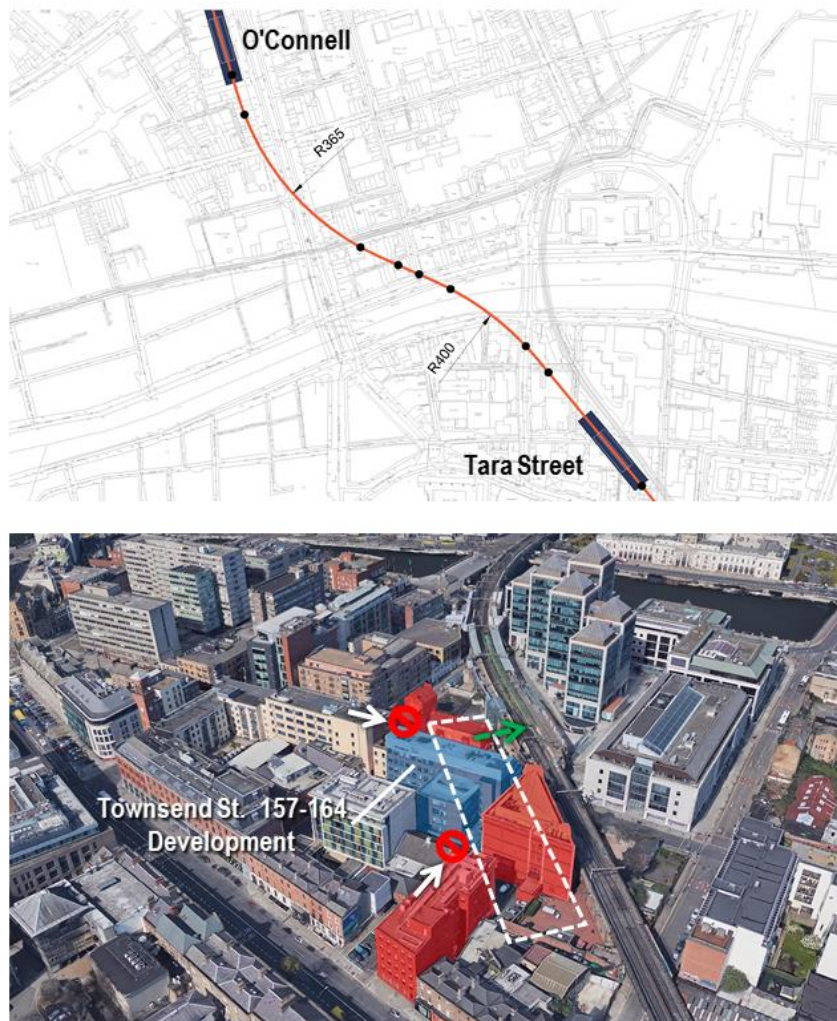 O'Connell
R365
R400
Tara Street
Townsend St. 157-164
Development